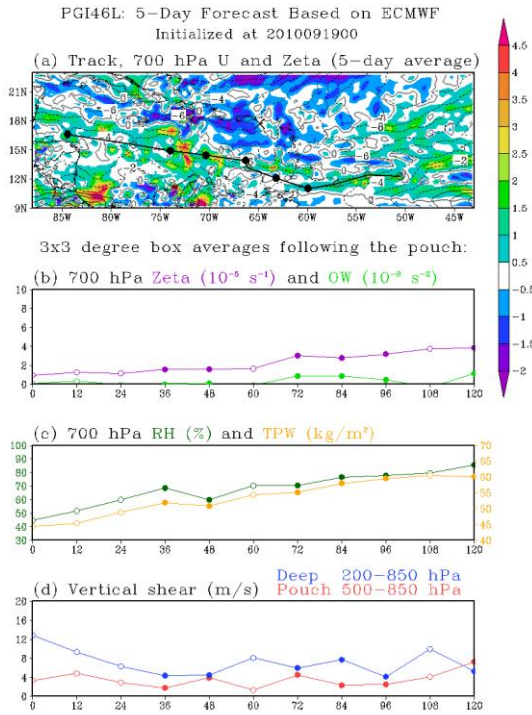 PGI46L: 5-Day Forecast Based on ECMWF
Initialized at 2010091900
(a) Track, 700 hPa U and Zeta (5-day average)
21N
18N
15N
12N
9N
85W 80W 75W 70W 65W 60W 55W 50W 45W
4.5
4
3.5
3
2.5
2
1.5
1
0.5
-0.5
-1
-1.5
-2
3x3 degree box averages following the pouch:
(b) 700 hPa Zeta (10⁻⁵ s⁻¹) and OW (10⁻⁹ s⁻²)
10
8
6
4
2
0
0 12 24 36 48 60 72 84 96 108 120
(c) 700 hPa RH (%) and TPW (kg/m²)
100 70
90 65
80 60
70 55
60 50
50 45
40
30 40
0 12 24 36 48 60 72 84 96 108 120
(d) Vertical shear (m/s) Deep 200-850 hPa
Pouch 500-850 hPa
20
16
12
8
4
0
0 12 24 36 48 60 72 84 96 108 120